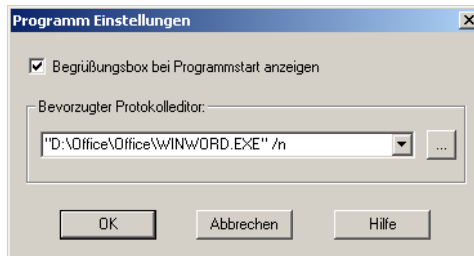 Programm Einstellungen
Begrüßungsbox bei Programmstart anzeigen
Bevorzugter Protokolleditor:
"D:\Office\Office\WINWORD.EXE" /n
...
OK Abbrechen Hilfe